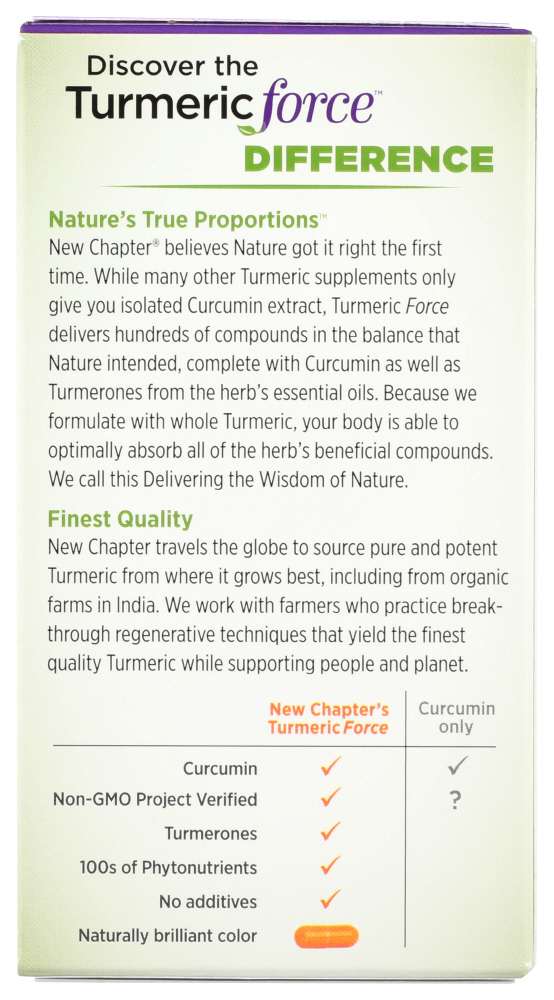 Discover the
Turmeric force™
DIFFERENCE
Nature's True Proportions™
New Chapter® believes Nature got it right the first
time. While many other Turmeric supplements only
give you isolated Curcumin extract, Turmeric Force
delivers hundreds of compounds in the balance that
Nature intended, complete with Curcumin as well as
Turmerones from the herb's essential oils. Because we
formulate with whole Turmeric, your body is able to
optimally absorb all of the herb's beneficial compounds.
We call this Delivering the Wisdom of Nature.
Finest Quality
New Chapter travels the globe to source pure and potent
Turmeric from where it grows best, including from organic
farms in India. We work with farmers who practice break-
through regenerative techniques that yield the finest
quality Turmeric while supporting people and planet.
New Chapter's Curcumin
Turmeric Force only
Curcumin ✓ ✓
Non-GMO Project Verified ✓ ?
Turmerones ✓
100s of Phytonutrients ✓
No additives ✓
Naturally brilliant color